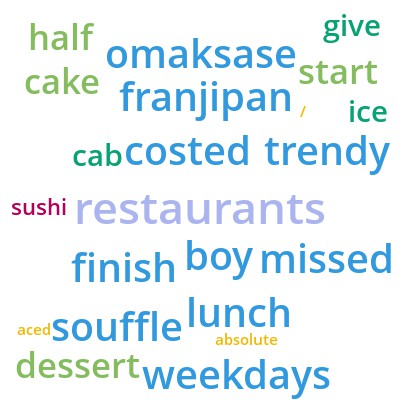 give
half omaksase
cake start
franjipan / ice
cab costed trendy
sushi restaurants
finish boy missed
souffle lunch
aced absolute
dessert weekdays